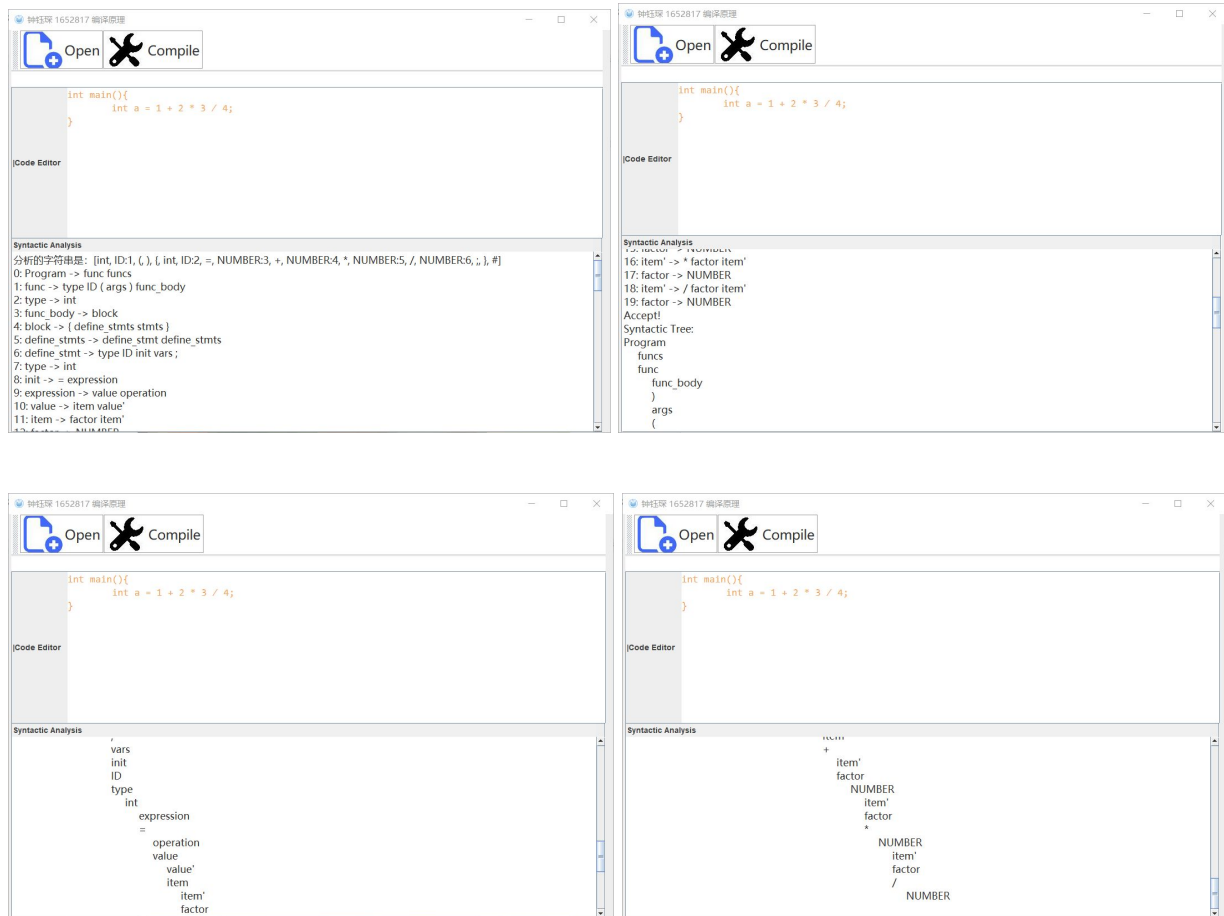 钟钰琛 1652817 编译原理
Open Compile
int main(){
int a = 1 + 2 * 3 / 4;
}
Code Editor
Syntactic Analysis
分析的字符串是：[int, ID:1, (, ), {, int, ID:2, =, NUMBER:3, +, NUMBER:4, *, NUMBER:5, /, NUMBER:6, ;, }, #]
0: Program -> func funcs
1: func -> type ID ( args ) func_body
2: type -> int
3: func_body -> block
4: block -> { define_stmts stmts }
5: define_stmts -> define_stmt define_stmts
6: define_stmt -> type ID init vars ;
7: type -> int
8: init -> = expression
9: expression -> value operation
10: value -> item value'
11: item -> factor item'
12: factor -> NUMBER
钟钰琛 1652817 编译原理
Open Compile
int main(){
int a = 1 + 2 * 3 / 4;
}
Code Editor
Syntactic Analysis
15: factor -> NUMBER
16: item' -> * factor item'
17: factor -> NUMBER
18: item' -> / factor item'
19: factor -> NUMBER
Accept!
Syntactic Tree:
Program
funcs
func
func_body
)
args
(
钟钰琛 1652817 编译原理
Open Compile
int main(){
int a = 1 + 2 * 3 / 4;
}
Code Editor
Syntactic Analysis
;
vars
init
ID
type
int
expression
=
operation
value
value'
item
item'
factor
钟钰琛 1652817 编译原理
Open Compile
int main(){
int a = 1 + 2 * 3 / 4;
}
Code Editor
Syntactic Analysis
item
+
item'
factor
NUMBER
item'
factor
*
NUMBER
item'
factor
/
NUMBER